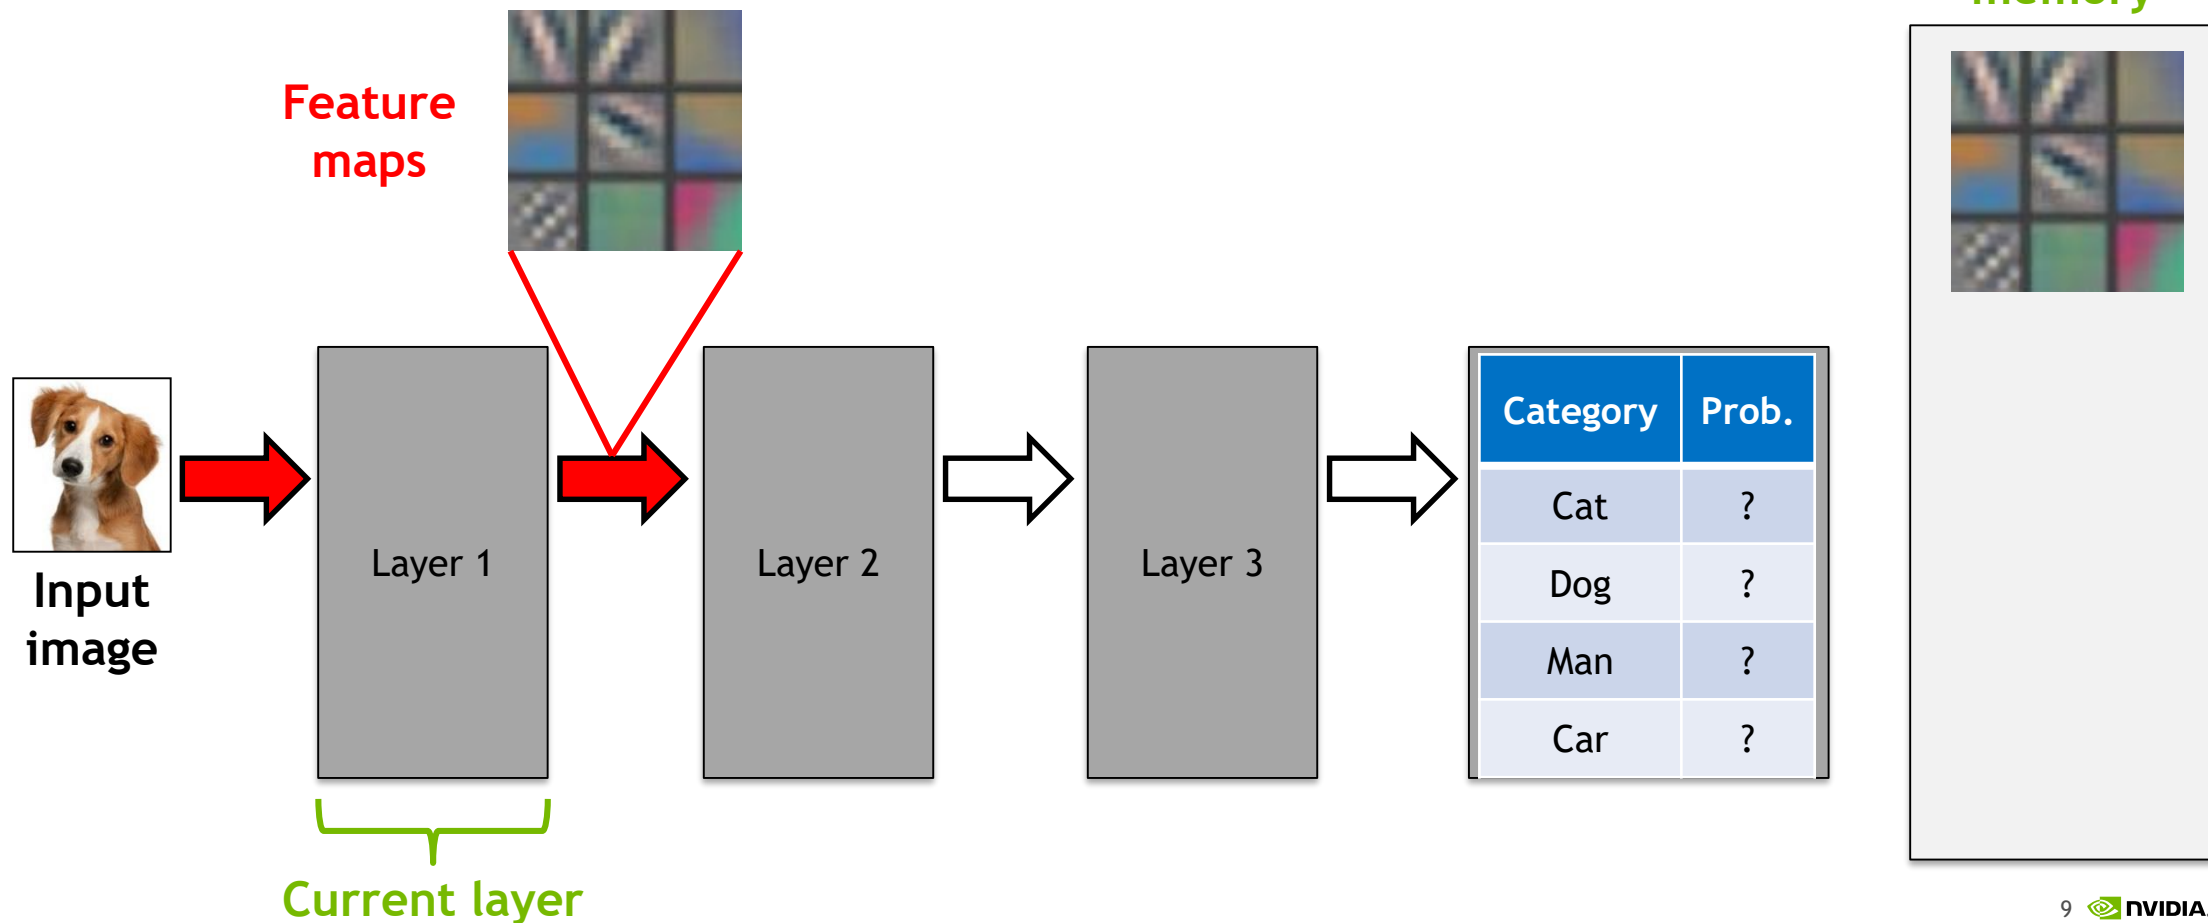 memory
Feature
maps
Input
image
Layer 1
Layer 2
Layer 3
Category Prob.
Cat ?
Dog ?
Man ?
Car ?
Current layer
9 NVIDIA